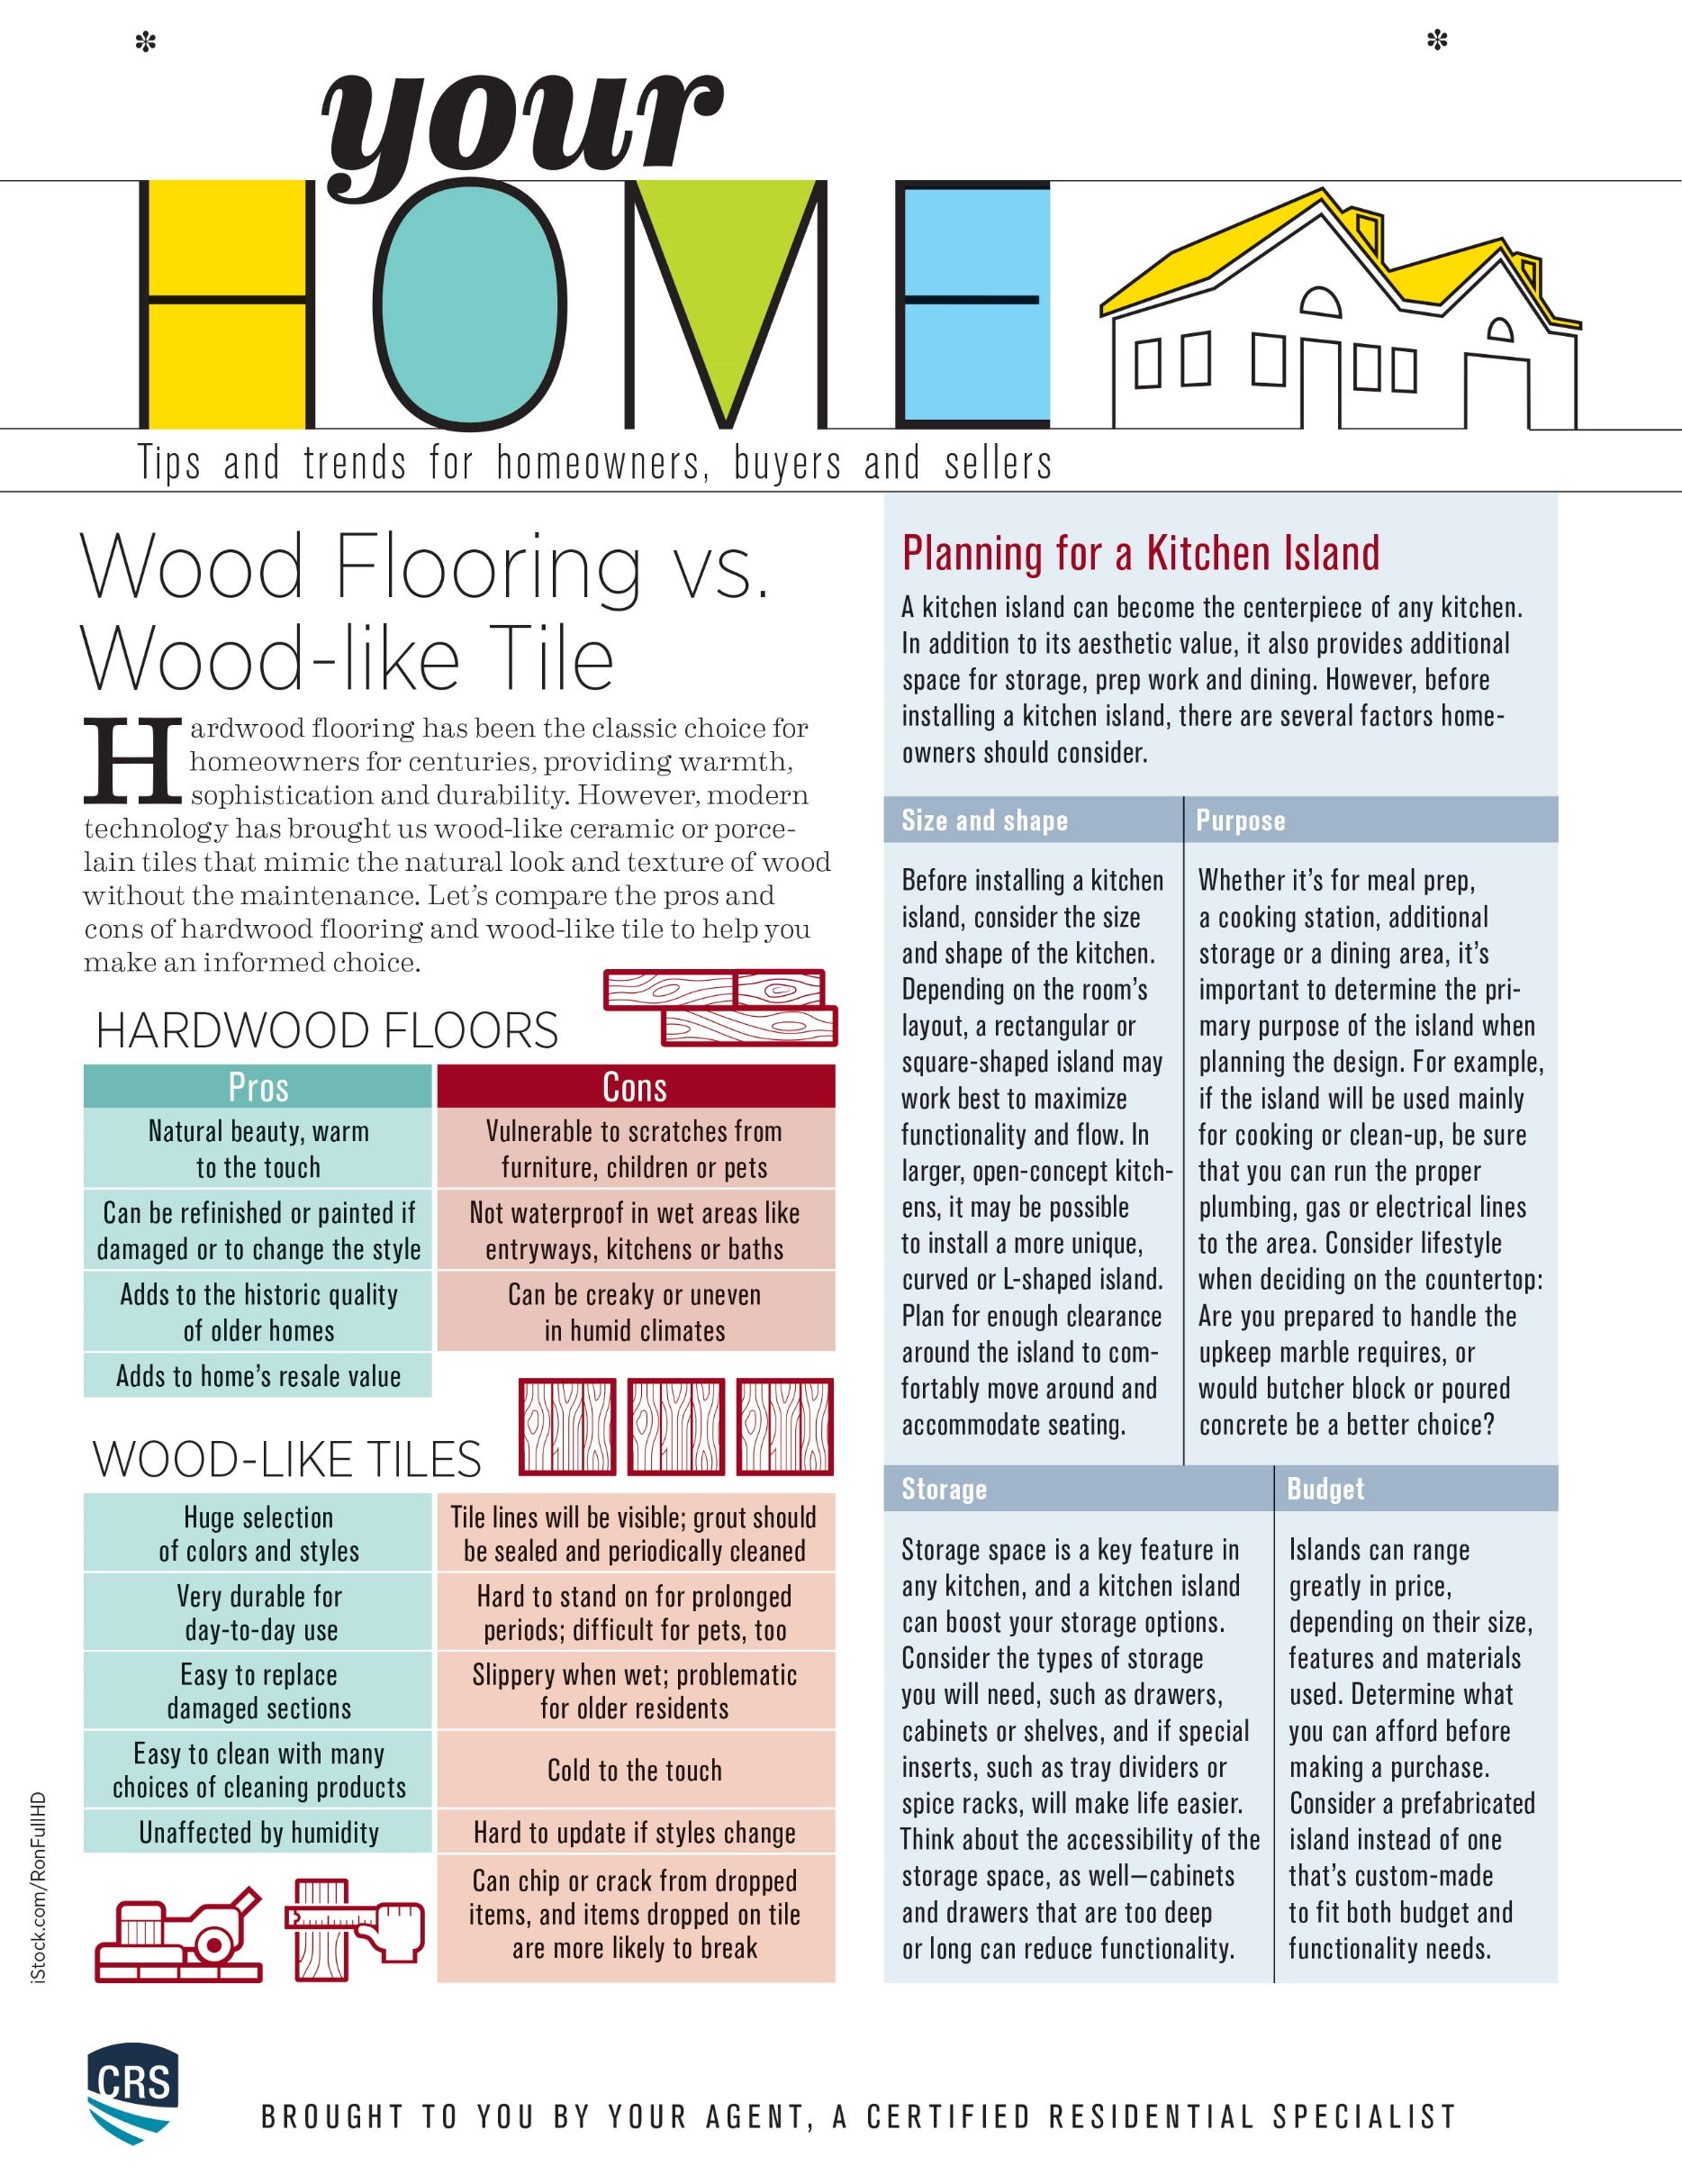 *
*
your
HOME
Tips and trends for homeowners, buyers and sellers
Wood Flooring vs.
Wood-like Tile
Hardwood flooring has been the classic choice for
homeowners for centuries, providing warmth,
sophistication and durability. However, modern
technology has brought us wood-like ceramic or porce-
lain tiles that mimic the natural look and texture of wood
without the maintenance. Let's compare the pros and
cons of hardwood flooring and wood-like tile to help you
make an informed choice.
HARDWOOD FLOORS
Pros
Natural beauty, warm
to the touch
Can be refinished or painted if
damaged or to change the style
Adds to the historic quality
of older homes
Adds to home's resale value
Cons
Vulnerable to scratches from
furniture, children or pets
Not waterproof in wet areas like
entryways, kitchens or baths
Can be creaky or uneven
in humid climates
WOOD-LIKE TILES
Huge selection
of colors and styles
Very durable for
day-to-day use
Easy to replace
damaged sections
Easy to clean with many
choices of cleaning products
Unaffected by humidity
Tile lines will be visible; grout should
be sealed and periodically cleaned
Hard to stand on for prolonged
periods; difficult for pets, too
Slippery when wet; problematic
for older residents
Cold to the touch
Hard to update if styles change
Can chip or crack from dropped
items, and items dropped on tile
are more likely to break
iStock.com/RonFullHD
Planning for a Kitchen Island
A kitchen island can become the centerpiece of any kitchen.
In addition to its aesthetic value, it also provides additional
space for storage, prep work and dining. However, before
installing a kitchen island, there are several factors home-
owners should consider.
Size and shape
Before installing a kitchen
island, consider the size
and shape of the kitchen.
Depending on the room's
layout, a rectangular or
square-shaped island may
work best to maximize
functionality and flow. In
larger, open-concept kitch-
ens, it may be possible
to install a more unique,
curved or L-shaped island.
Plan for enough clearance
around the island to com-
fortably move around and
accommodate seating.
Purpose
Whether it's for meal prep,
a cooking station, additional
storage or a dining area, it's
important to determine the pri-
mary purpose of the island when
planning the design. For example,
if the island will be used mainly
for cooking or clean-up, be sure
that you can run the proper
plumbing, gas or electrical lines
to the area. Consider lifestyle
when deciding on the countertop:
Are you prepared to handle the
upkeep marble requires, or
would butcher block or poured
concrete be a better choice?
Storage
Storage space is a key feature in
any kitchen, and a kitchen island
can boost your storage options.
Consider the types of storage
you will need, such as drawers,
cabinets or shelves, and if special
inserts, such as tray dividers or
spice racks, will make life easier.
Think about the accessibility of the
storage space, as well—cabinets
and drawers that are too deep
or long can reduce functionality.
Budget
Islands can range
greatly in price,
depending on their size,
features and materials
used. Determine what
you can afford before
making a purchase.
Consider a prefabricated
island instead of one
that's custom-made
to fit both budget and
functionality needs.
CRS
BROUGHT TO YOU BY YOUR AGENT, A CERTIFIED RESIDENTIAL SPECIALIST